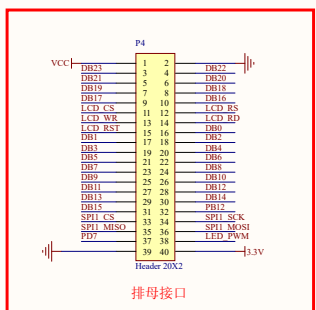 P4
VCC 1 2
DB23 3 4 DB22
DB21 5 6 DB20
DB19 7 8 DB18
DB17 9 10 DB16
LCD_CS 11 12 LCD_RS
LCD_WR 13 14 LCD_RD
LCD_RST 15 16 DB0
DB1 17 18 DB2
DB3 19 20 DB4
DB5 21 22 DB6
DB7 23 24 DB8
DB9 25 26 DB10
DB11 27 28 DB12
DB13 29 30 DB14
DB15 31 32 PB12
SPI1_CS 33 34 SPI1_SCK
SPI1_MISO 35 36 SPI1_MOSI
PD7 37 38 LED_PWM
39 40 3.3V
Header 20X2
排母接口